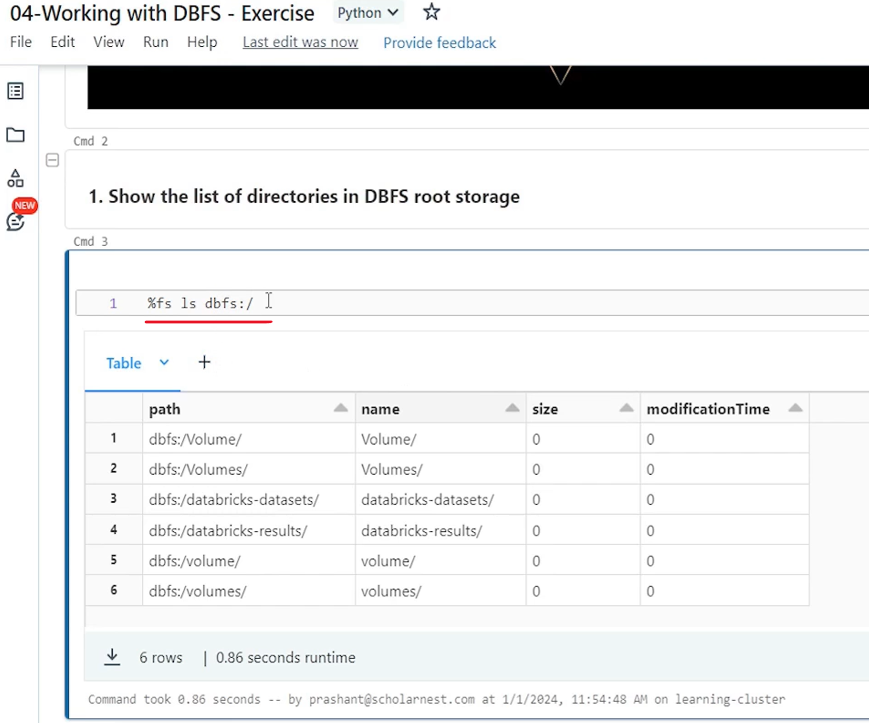 04-Working with DBFS - Exercise Python
File Edit View Run Help Last edit was now Provide feedback
Cmd 2
1. Show the list of directories in DBFS root storage
NEW
Cmd 3
1 %fs ls dbfs:/
Table +
path name size modificationTime
1 dbfs:/Volume/ Volume/ 0 0
2 dbfs:/Volumes/ Volumes/ 0 0
3 dbfs:/databricks-datasets/ databricks-datasets/ 0 0
4 dbfs:/databricks-results/ databricks-results/ 0 0
5 dbfs:/volume/ volume/ 0 0
6 dbfs:/volumes/ volumes/ 0 0
6 rows | 0.86 seconds runtime
Command took 0.86 seconds -- by prashant@scholarnest.com at 1/1/2024, 11:54:48 AM on learning-cluster